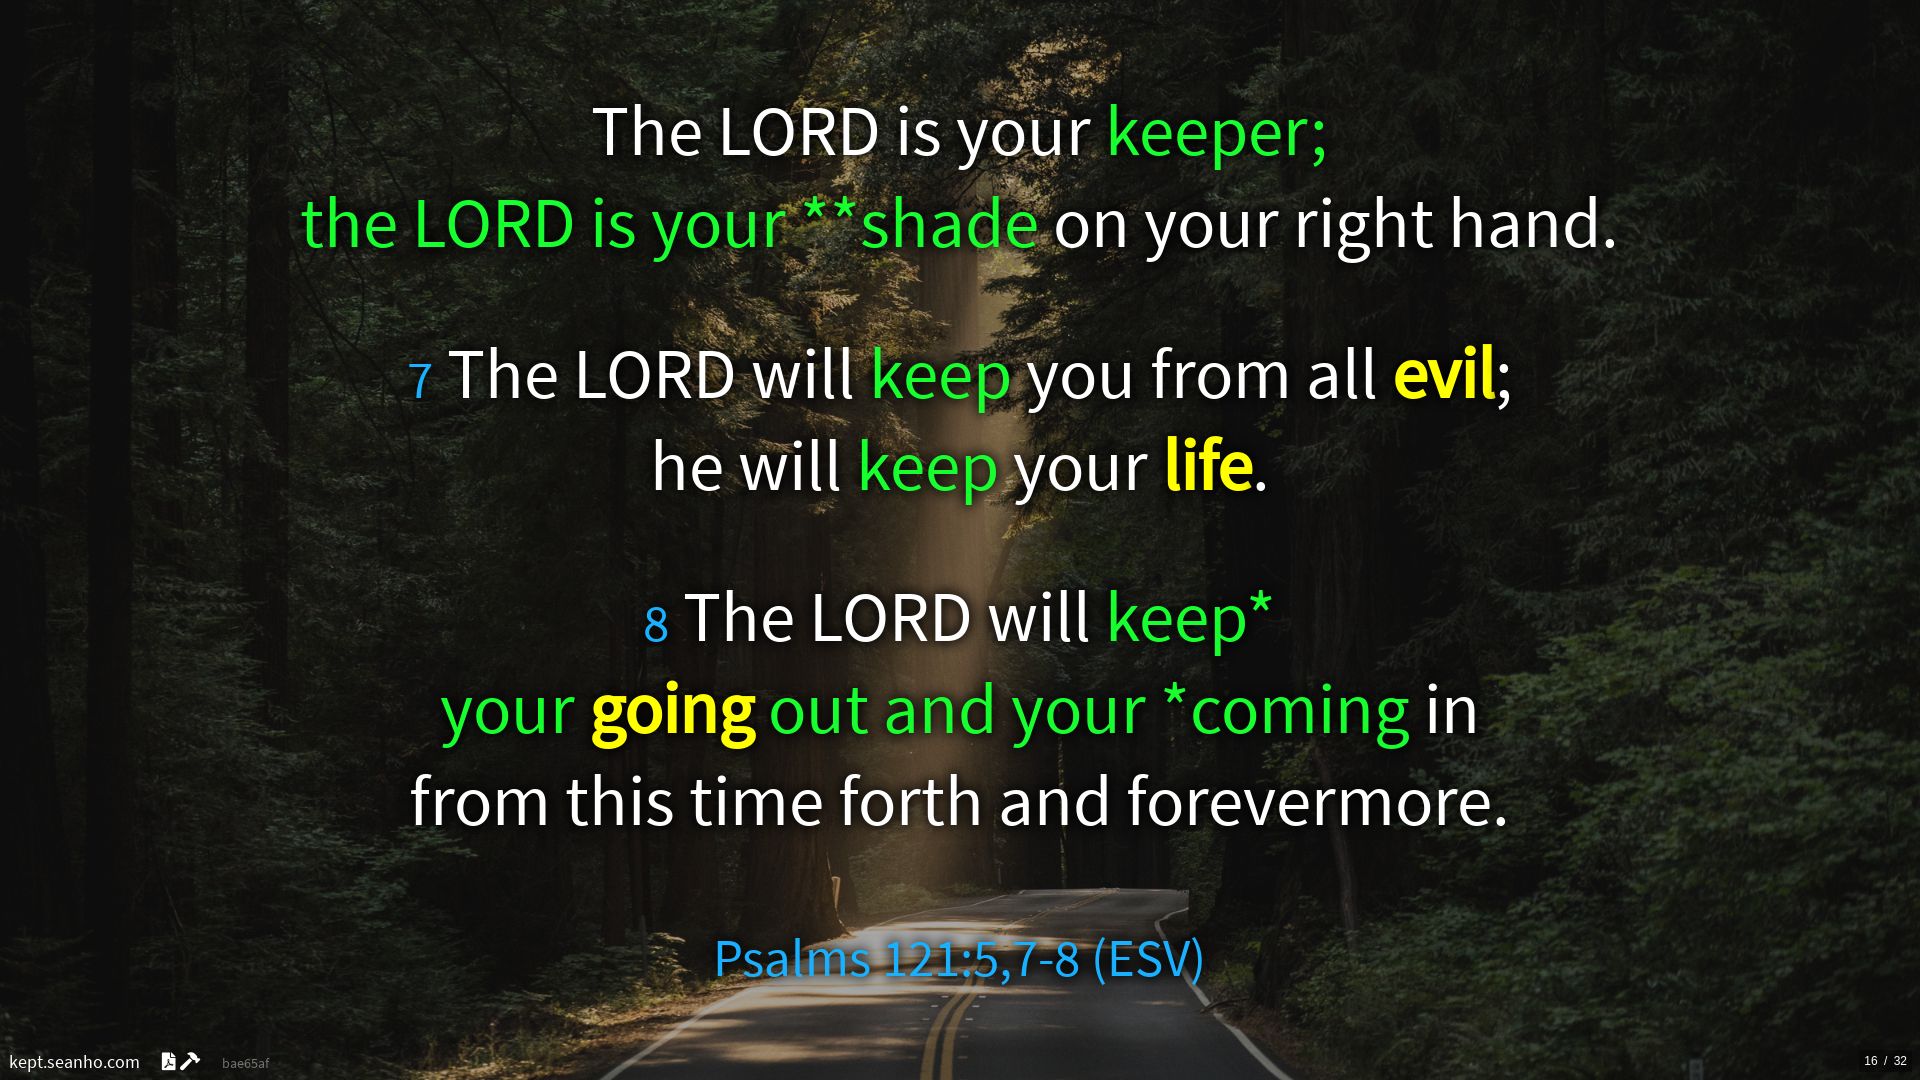 The LORD is your keeper;
the LORD is your **shade on your right hand.
7 The LORD will keep you from all evil;
he will keep your life.
8 The LORD will keep*
your going out and your *coming in
from this time forth and forevermore.
Psalms 121:5,7-8 (ESV)
kept.seanho.com bae65af
16 / 32